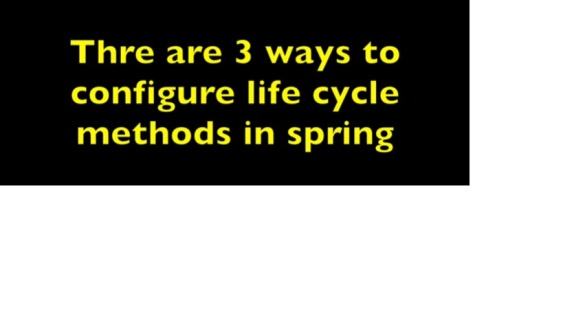 Thre are 3 ways to
configure life cycle
methods in spring